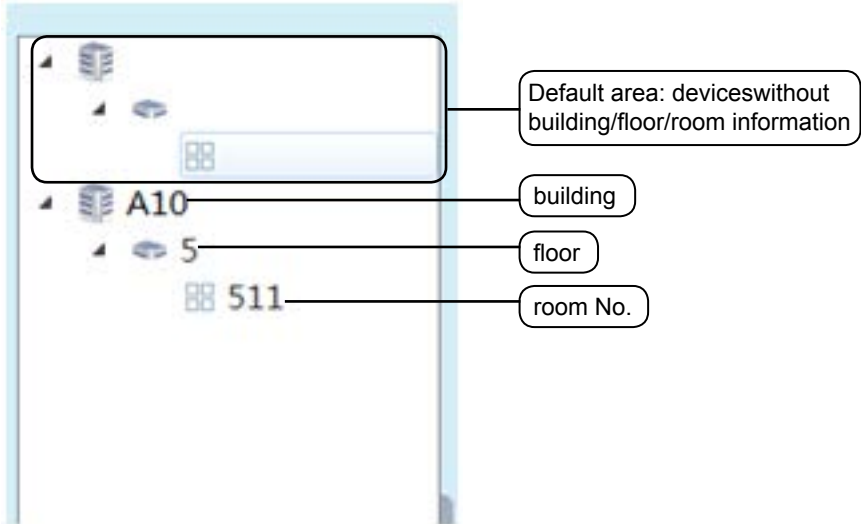 Default area: deviceswithout
building/floor/room information
A10
building
5
floor
511
room No.